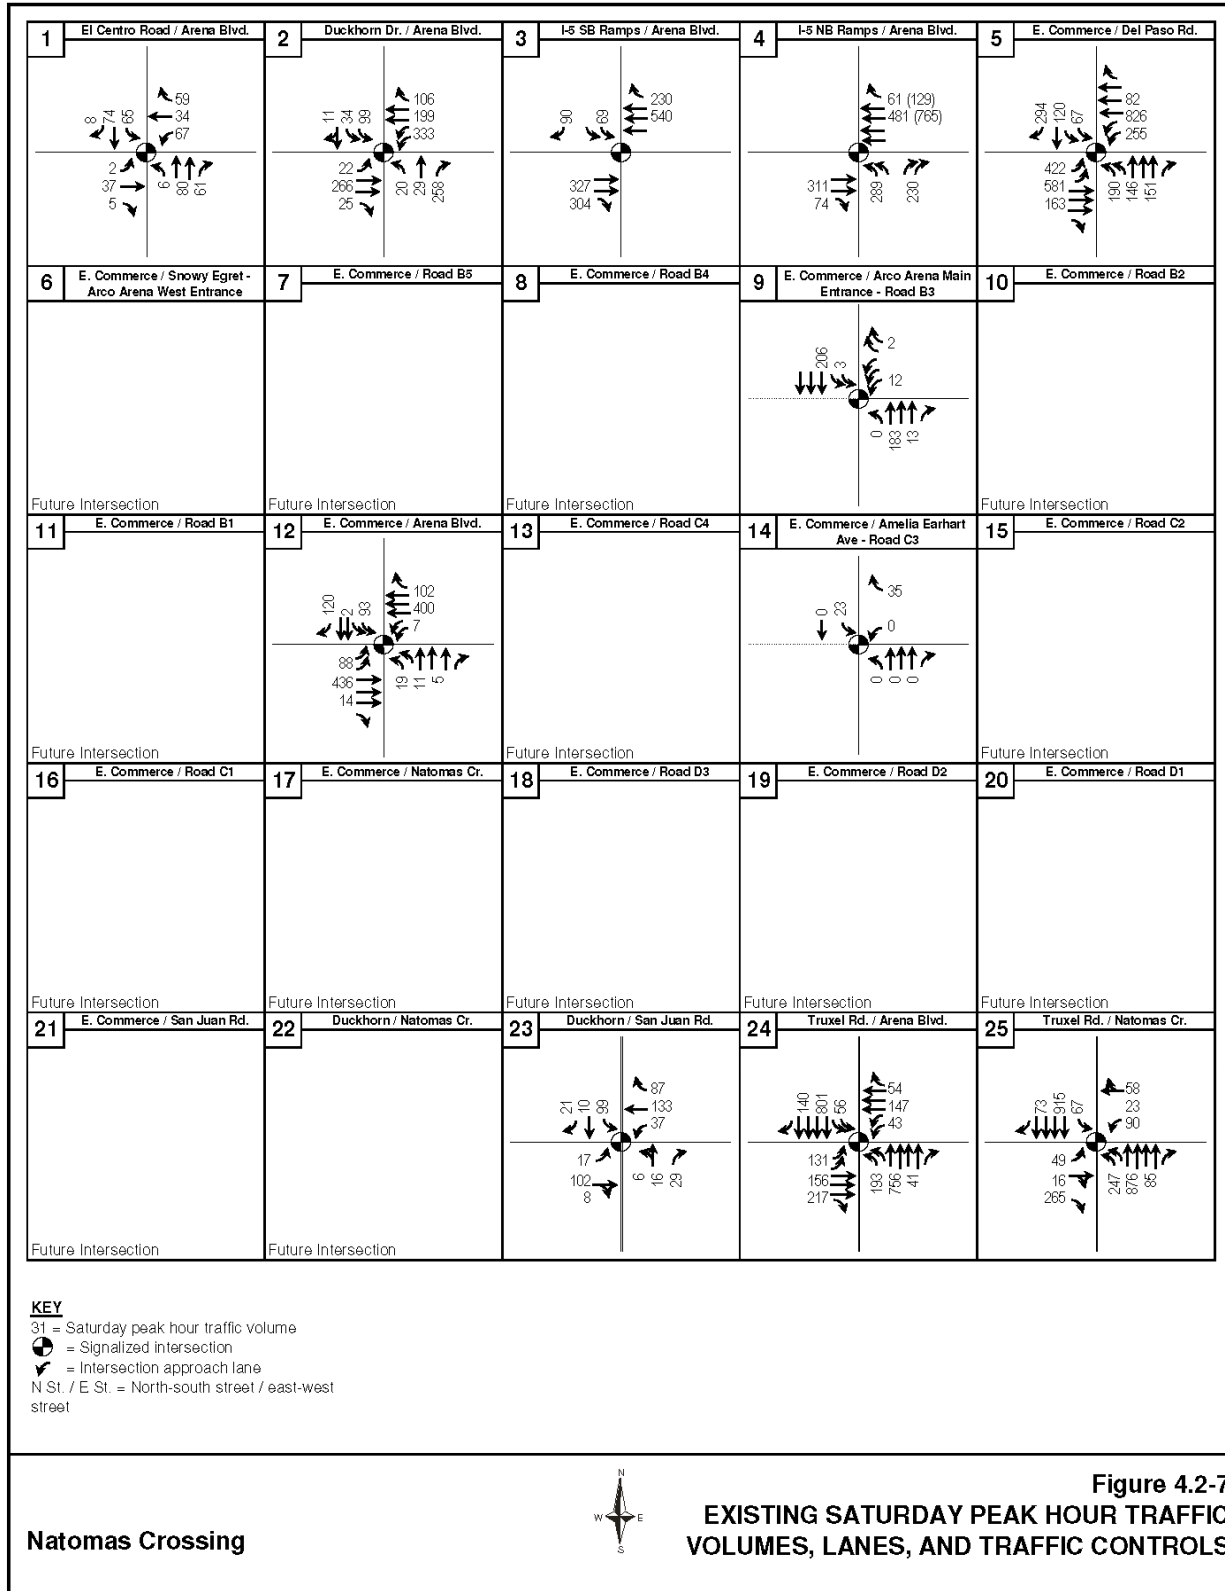 1 El Centro Road / Arena Blvd.
8 74 65
59
34
67
2
37
5
6 80 61
2 Duckhorn Dr. / Arena Blvd.
11 34 99
106
199
333
22
266
25
20 29 258
3 I-5 SB Ramps / Arena Blvd.
90 69
230
540
327
304
4 I-5 NB Ramps / Arena Blvd.
61 (129)
481 (765)
311
74
289 230
5 E. Commerce / Del Paso Rd.
294 120 67
82
826
255
422
581
163
190 146 151
6 E. Commerce / Snowy Egret -
Arco Arena West Entrance
Future Intersection
7 E. Commerce / Road B5
Future Intersection
8 E. Commerce / Road B4
Future Intersection
9 E. Commerce / Arco Arena Main
Entrance - Road B3
206 3
2
12
0 183 13
10 E. Commerce / Road B2
Future Intersection
11 E. Commerce / Road B1
Future Intersection
12 E. Commerce / Arena Blvd.
120 2 93
102
400
7
88
436
14
19 11 5
13 E. Commerce / Road C4
Future Intersection
14 E. Commerce / Amelia Earhart
Ave - Road C3
0 23
35
0
0 0 0
15 E. Commerce / Road C2
Future Intersection
16 E. Commerce / Road C1
Future Intersection
17 E. Commerce / Natomas Cr.
Future Intersection
18 E. Commerce / Road D3
Future Intersection
19 E. Commerce / Road D2
Future Intersection
20 E. Commerce / Road D1
Future Intersection
21 E. Commerce / San Juan Rd.
Future Intersection
22 Duckhorn / Natomas Cr.
Future Intersection
23 Duckhorn / San Juan Rd.
21 10 99
87
133
37
17
102
8
6 16 29
24 Truxel Rd. / Arena Blvd.
140 801 56
54
147
43
131
156
217
193 756 41
25 Truxel Rd. / Natomas Cr.
73 915 67
58
23
90
49
16
265
247 876 85
KEY
31 = Saturday peak hour traffic volume
= Signalized intersection
= Intersection approach lane
N St. / E St. = North-south street / east-west
street
Natomas Crossing
N
W E
S
Figure 4.2-7
EXISTING SATURDAY PEAK HOUR TRAFFIC
VOLUMES, LANES, AND TRAFFIC CONTROLS